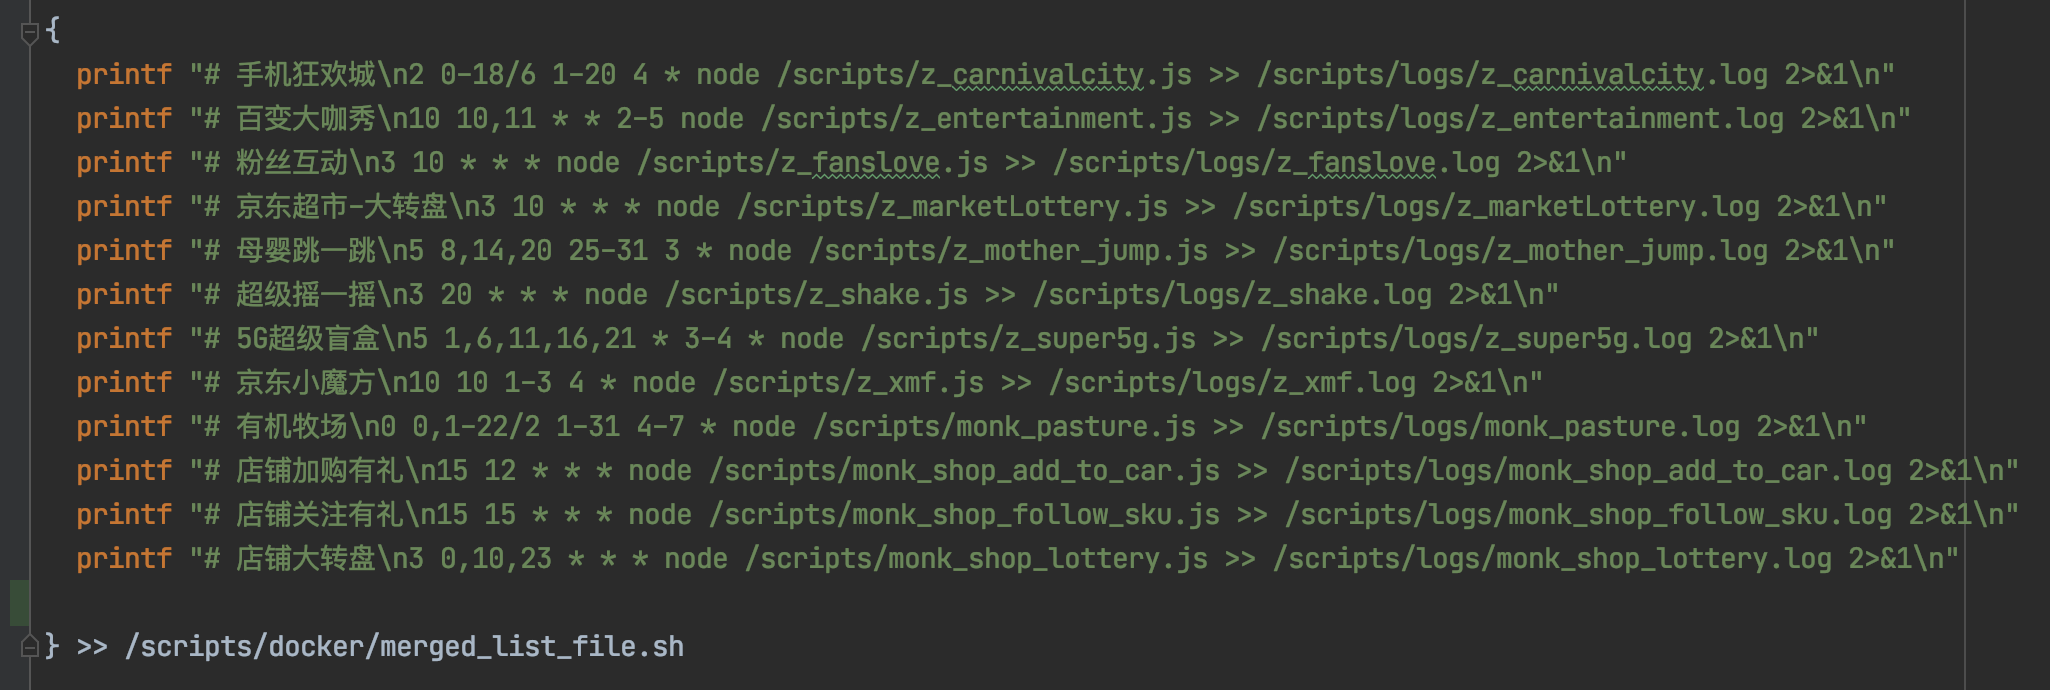 {
printf "# 手机狂欢城\n2 0-18/6 1-20 4 * node /scripts/z_carnivalcity.js >> /scripts/logs/z_carnivalcity.log 2>&1\n"
printf "# 百变大咖秀\n10 10,11 * * 2-5 node /scripts/z_entertainment.js >> /scripts/logs/z_entertainment.log 2>&1\n"
printf "# 粉丝互动\n3 10 * * * node /scripts/z_fanslove.js >> /scripts/logs/z_fanslove.log 2>&1\n"
printf "# 京东超市-大转盘\n3 10 * * * node /scripts/z_marketLottery.js >> /scripts/logs/z_marketLottery.log 2>&1\n"
printf "# 母婴跳一跳\n5 8,14,20 25-31 3 * node /scripts/z_mother_jump.js >> /scripts/logs/z_mother_jump.log 2>&1\n"
printf "# 超级摇一摇\n3 20 * * * node /scripts/z_shake.js >> /scripts/logs/z_shake.log 2>&1\n"
printf "# 5G超级盲盒\n5 1,6,11,16,21 * 3-4 * node /scripts/z_super5g.js >> /scripts/logs/z_super5g.log 2>&1\n"
printf "# 京东小魔方\n10 10 1-3 4 * node /scripts/z_xmf.js >> /scripts/logs/z_xmf.log 2>&1\n"
printf "# 有机牧场\n0 0,1-22/2 1-31 4-7 * node /scripts/monk_pasture.js >> /scripts/logs/monk_pasture.log 2>&1\n"
printf "# 店铺加购有礼\n15 12 * * * node /scripts/monk_shop_add_to_car.js >> /scripts/logs/monk_shop_add_to_car.log 2>&1\n"
printf "# 店铺关注有礼\n15 15 * * * node /scripts/monk_shop_follow_sku.js >> /scripts/logs/monk_shop_follow_sku.log 2>&1\n"
printf "# 店铺大转盘\n3 0,10,23 * * * node /scripts/monk_shop_lottery.js >> /scripts/logs/monk_shop_lottery.log 2>&1\n"
} >> /scripts/docker/merged_list_file.sh